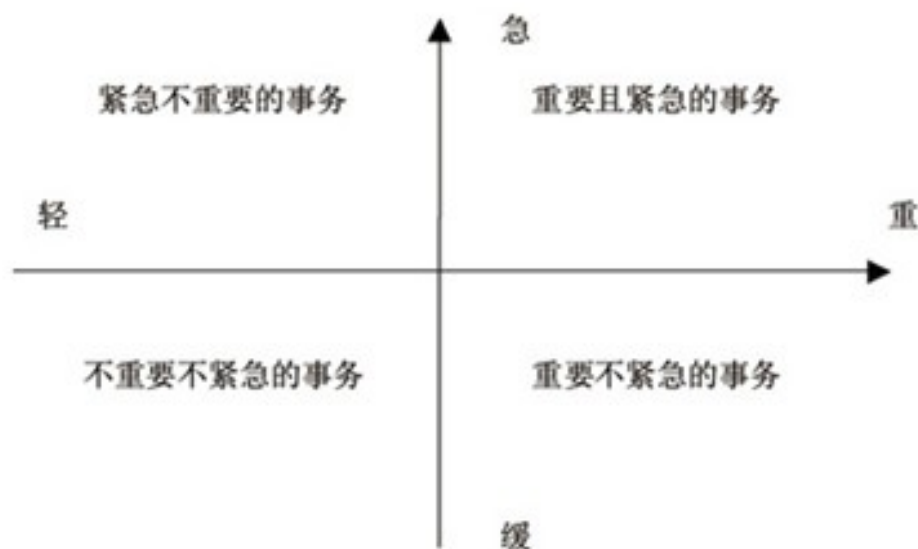 急
紧急不重要的事务
重要且紧急的事务
轻
重
不重要不紧急的事务
重要不紧急的事务
缓